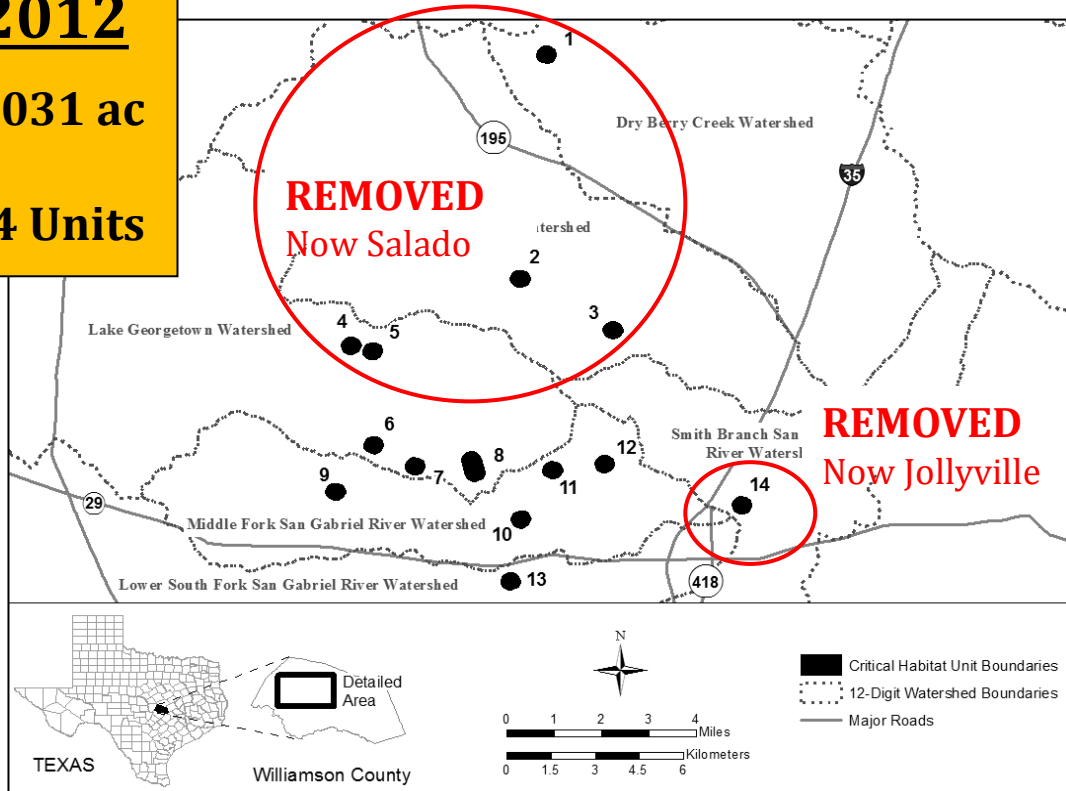 2012
031 ac
4 Units
1
Dry Berry Creek Watershed
195
35
REMOVED
Now Salado
2
3
Lake Georgetown Watershed
4
5
REMOVED
Now Jollyville
Smith Branch San
River Watersl
6
7
8
9
10
11
12
13
14
29
Middle Fork San Gabriel River Watershed
Lower South Fork San Gabriel River Watershed
418
TEXAS
Detailed
Area
Williamson County
N
0 1 2 3 4
Miles
Kilometers
0 1.5 3 4.5 6
Critical Habitat Unit Boundaries
12-Digit Watershed Boundaries
Major Roads